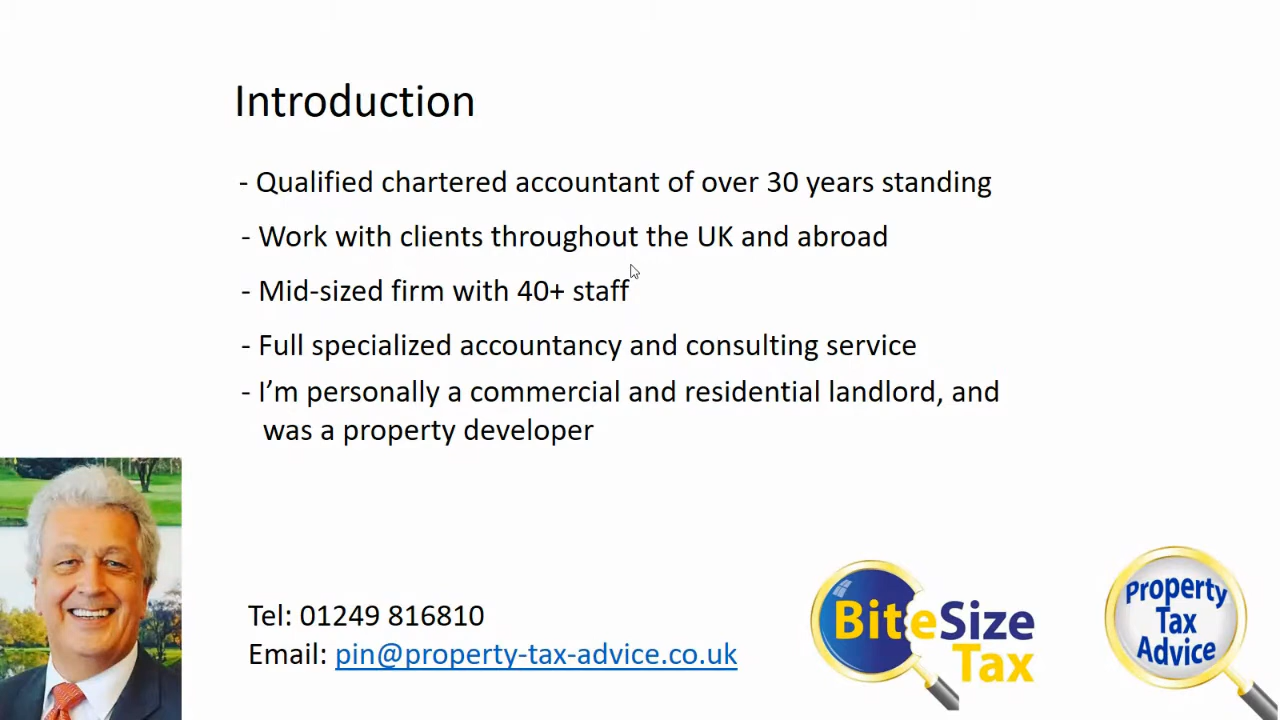 Introduction
- Qualified chartered accountant of over 30 years standing
- Work with clients throughout the UK and abroad
- Mid-sized firm with 40+ staff
- Full specialized accountancy and consulting service
- I’m personally a commercial and residential landlord, and
was a property developer
Tel: 01249 816810
Email: pin@property-tax-advice.co.uk
BiteSize
Tax
Property
Tax
Advice